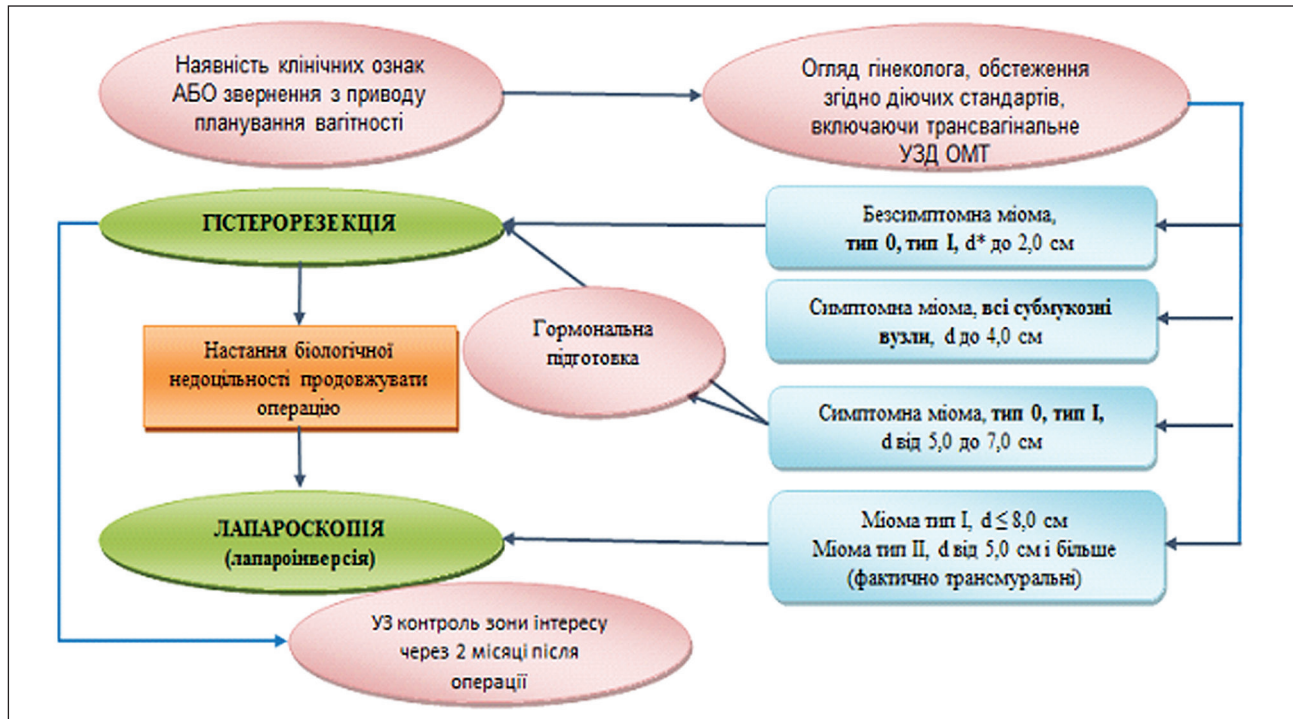 Наявність клінічних ознак
АБО звернення з приводу
планування вагітності
Огляд гінеколога, обстеження
згідно діючих стандартів,
включаючи трансвагінальне
УЗД ОМТ
ГІСТЕРОРЕЗЕКЦІЯ
Безсимптомна міома,
тип 0, тип I, d* до 2,0 см
Симптомна міома, всі субмукозні
вузли, d до 4,0 см
Гормональна
підготовка
Настання біологічної
недоцільності продовжувати
операцію
Симптомна міома, тип 0, тип I,
d від 5,0 до 7,0 см
ЛАПАРОСКОПІЯ
(лапароінверсія)
Міома тип I, d ≤ 8,0 см
Міома тип II, d від 5,0 см і більше
(фактично трансмуральні)
УЗ контроль зони інтересу
через 2 місяці після
операції